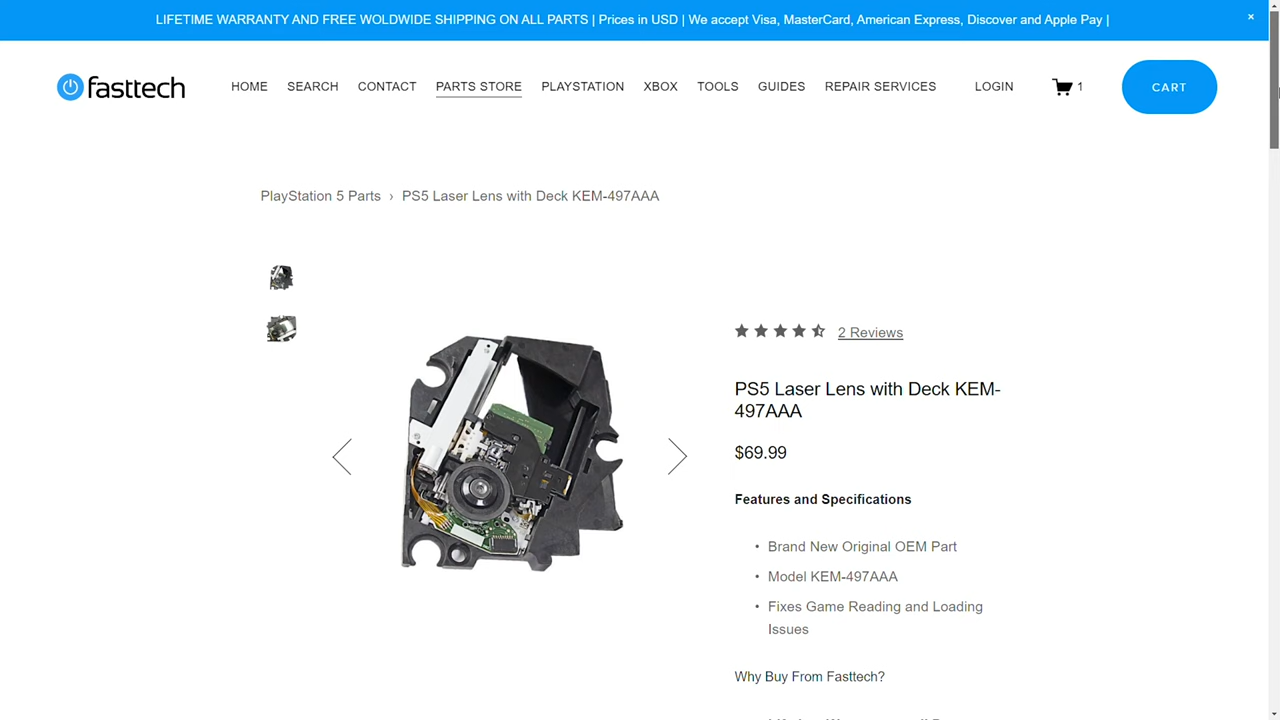 LIFETIME WARRANTY AND FREE WOLDWIDE SHIPPING ON ALL PARTS | Prices in USD | We accept Visa, MasterCard, American Express, Discover and Apple Pay |
×
fasttech
HOME SEARCH CONTACT PARTS STORE PLAYSTATION XBOX TOOLS GUIDES REPAIR SERVICES LOGIN 1 CART
PlayStation 5 Parts › PS5 Laser Lens with Deck KEM-497AAA
2 Reviews
PS5 Laser Lens with Deck KEM-
497AAA
$69.99
Features and Specifications
• Brand New Original OEM Part
• Model KEM-497AAA
• Fixes Game Reading and Loading
Issues
Why Buy From Fasttech?